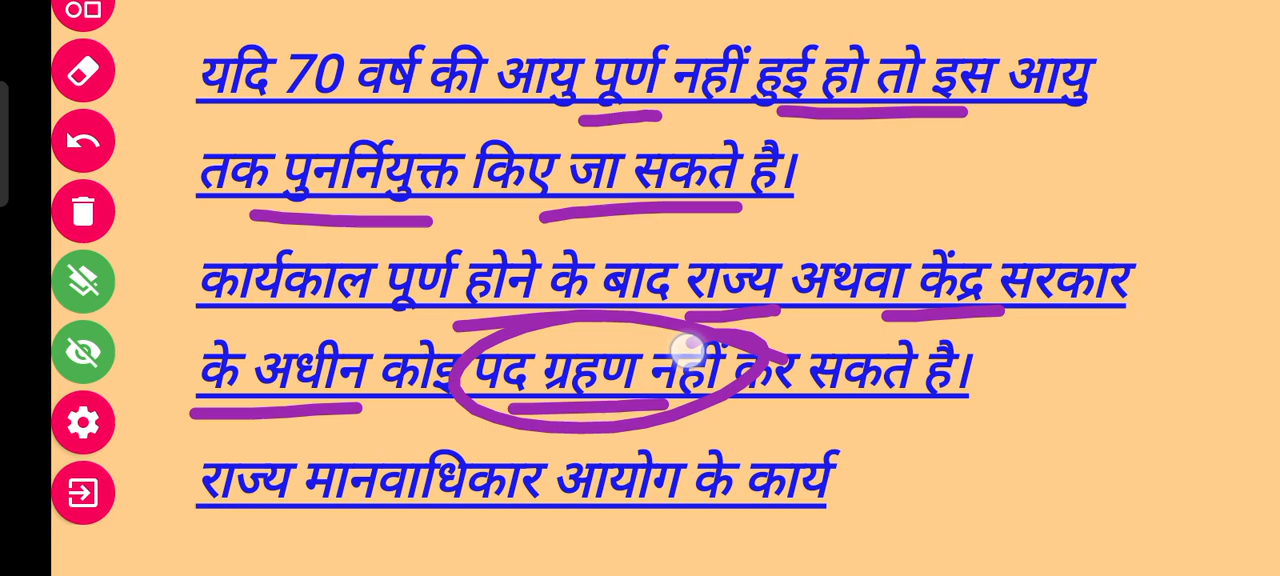 यदि 70 वर्ष की आयु पूर्ण नहीं हुई हो तो इस आयु
तक पुनर्नियुक्त किए जा सकते है।
कार्यकाल पूर्ण होने के बाद राज्य अथवा केंद्र सरकार
के अधीन कोइ पद ग्रहण नहीं कर सकते है।
राज्य मानवाधिकार आयोग के कार्य